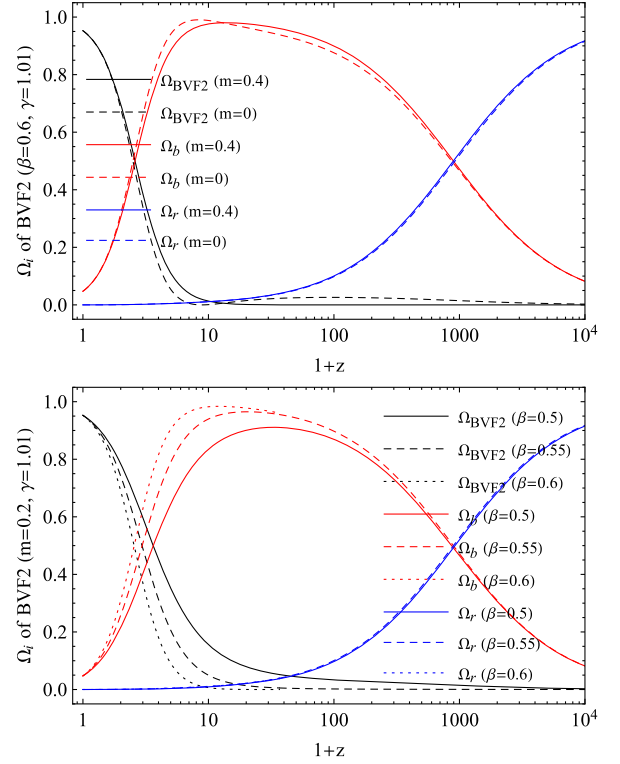 Ω_i of BVF2 (β=0.6, γ=1.01)
1.0
0.8
0.6
0.4
0.2
0.0
Ω_BVF2 (m=0.4)
Ω_BVF2 (m=0)
Ω_b (m=0.4)
Ω_b (m=0)
Ω_r (m=0.4)
Ω_r (m=0)
1 10 100 1000 10^4
1+z
Ω_i of BVF2 (m=0.2, γ=1.01)
1.0
0.8
0.6
0.4
0.2
0.0
Ω_BVF2 (β=0.5)
Ω_BVF2 (β=0.55)
Ω_BVF2 (β=0.6)
Ω_b (β=0.5)
Ω_b (β=0.55)
Ω_b (β=0.6)
Ω_r (β=0.5)
Ω_r (β=0.55)
Ω_r (β=0.6)
1 10 100 1000 10^4
1+z